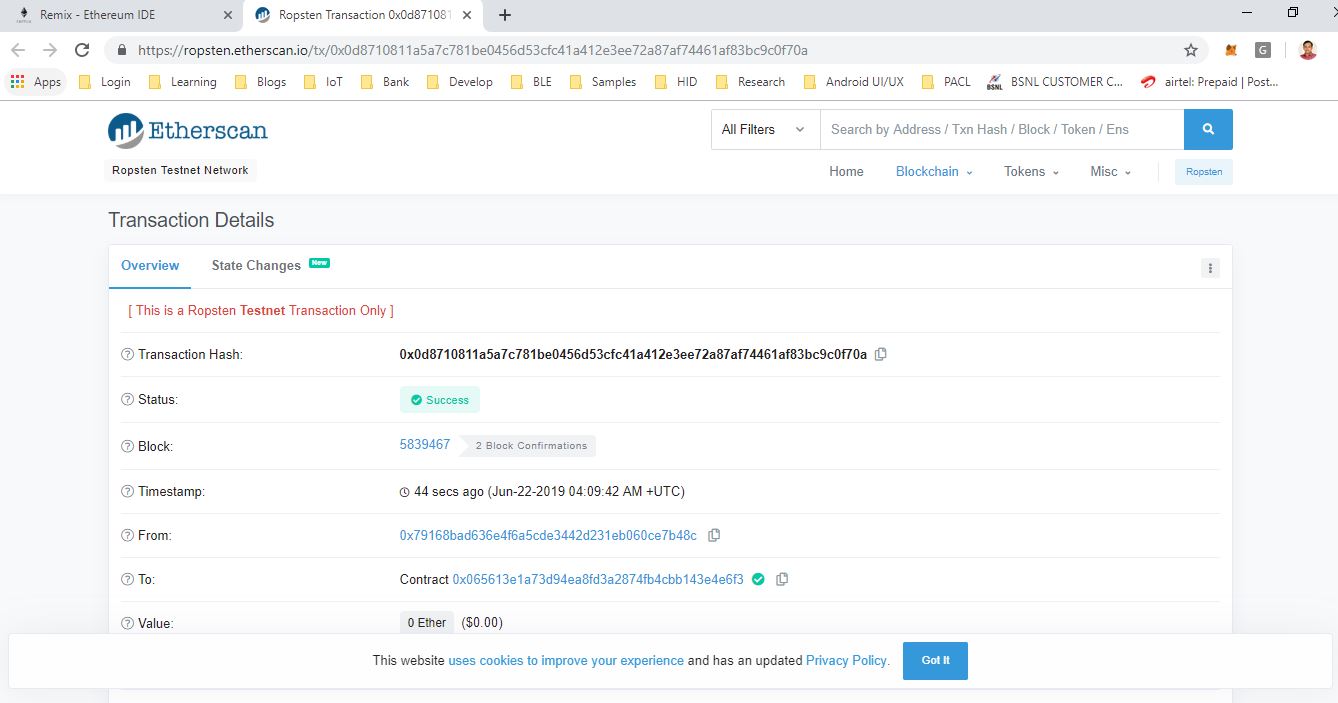 Remix - Ethereum IDE
Ropsten Transaction 0x0d87108
https://ropsten.etherscan.io/tx/0x0d8710811a5a7c781be0456d53cfc41a412e3ee72a87af74461af83bc9c0f70a
G
Apps Login Learning Blogs IoT Bank Develop BLE Samples HID Research Android UI/UX PACL BSNL BSNL CUSTOMER C... airtel: Prepaid | Post...
Etherscan
All Filters Search by Address / Txn Hash / Block / Token / Ens
Ropsten Testnet Network
Home Blockchain Tokens Misc Ropsten
Transaction Details
Overview State Changes New
[ This is a Ropsten Testnet Transaction Only ]
? Transaction Hash: 0x0d8710811a5a7c781be0456d53cfc41a412e3ee72a87af74461af83bc9c0f70a
? Status: Success
? Block: 5839467 2 Block Confirmations
? Timestamp: 44 secs ago (Jun-22-2019 04:09:42 AM +UTC)
? From: 0x79168bad636e4f6a5cde3442d231eb060ce7b48c
? To: Contract 0x065613e1a73d94ea8fd3a2874fb4cbb143e4e6f3
? Value: 0 Ether ($0.00)
This website uses cookies to improve your experience and has an updated Privacy Policy. Got It